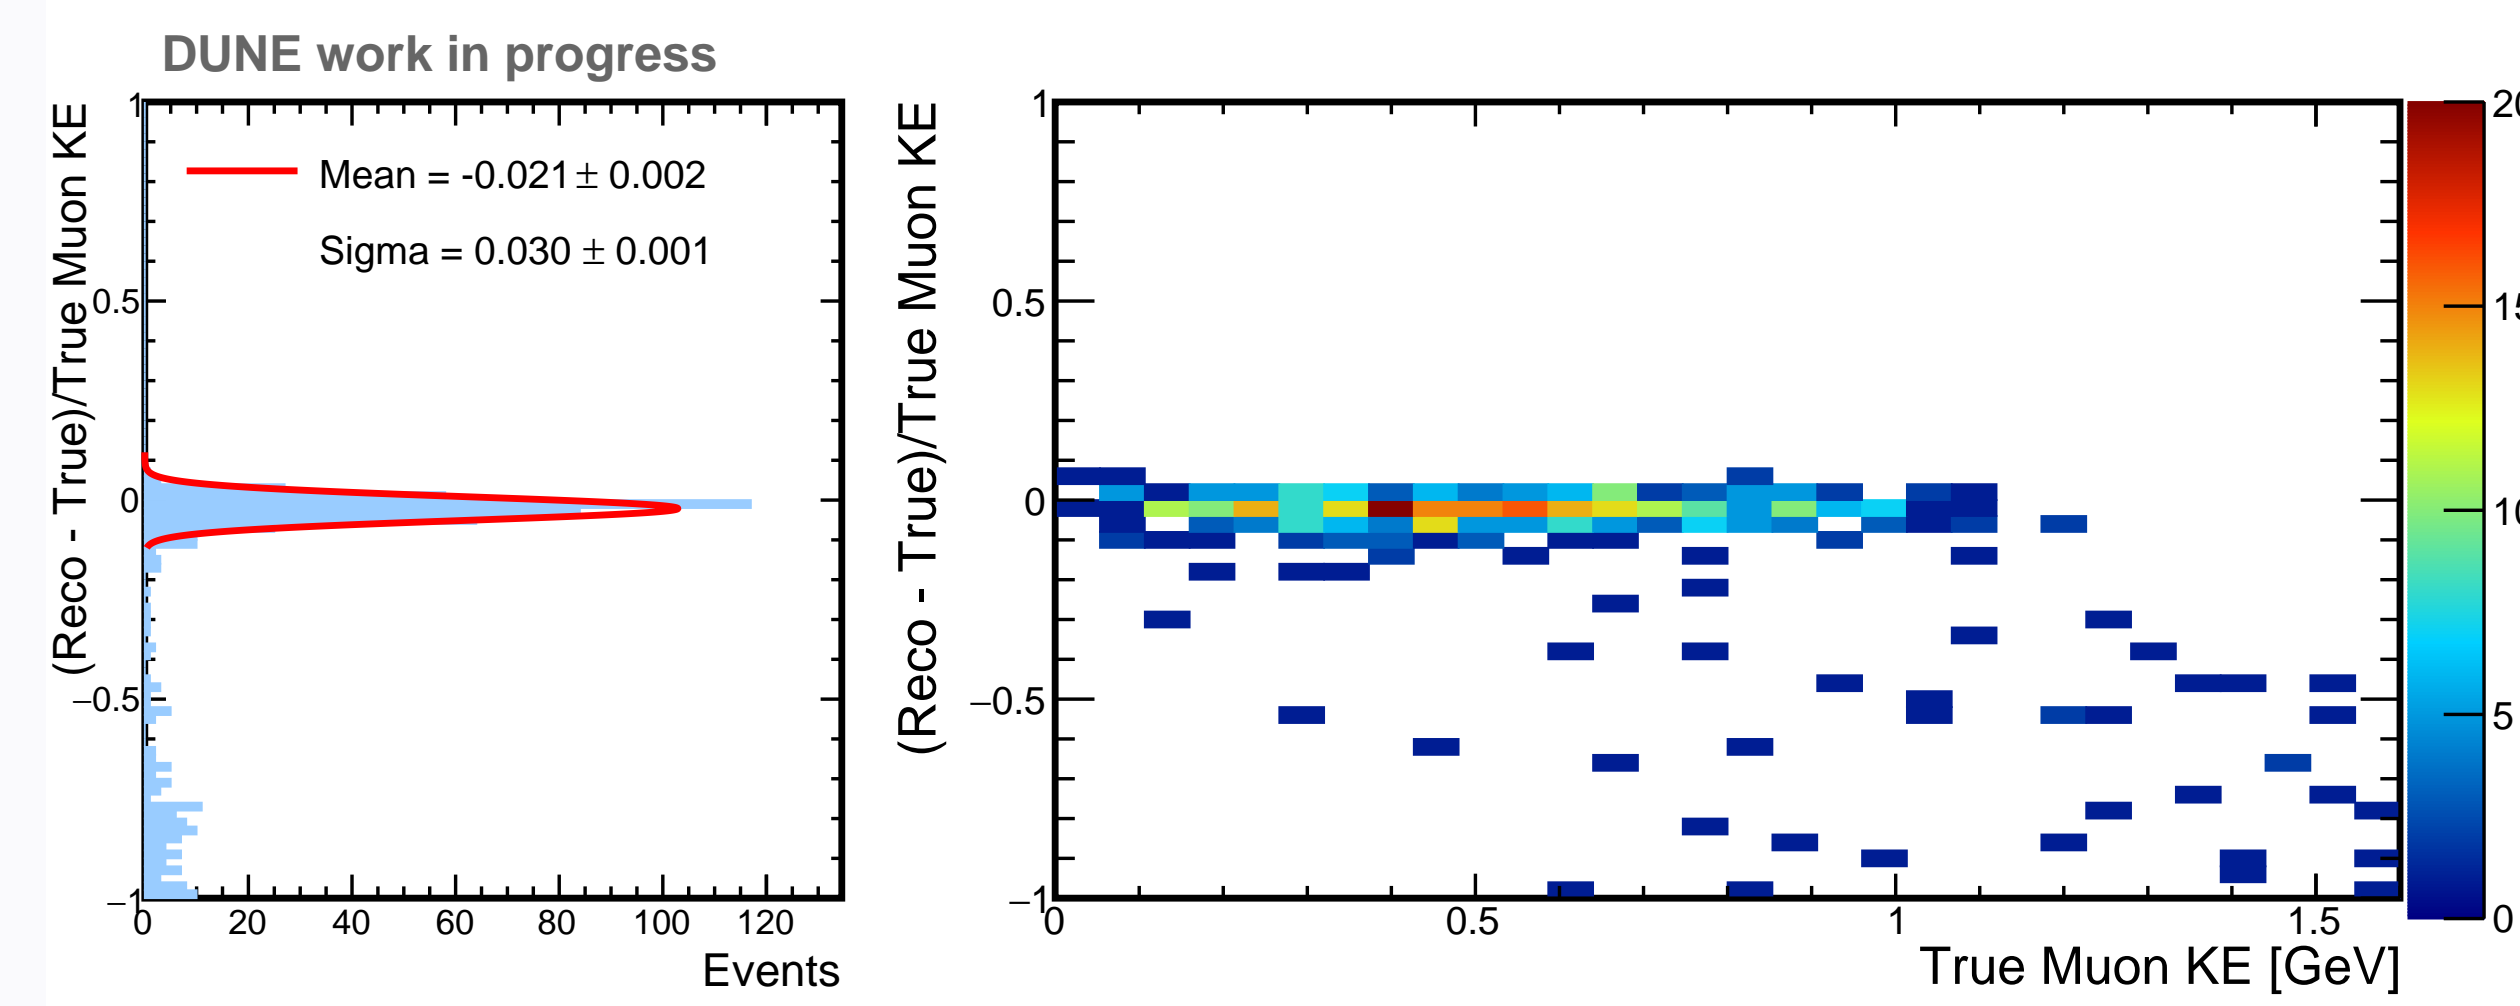 DUNE work in progress
(Reco - True)/True Muon KE
1
0.5
0
−0.5
−1
Mean = -0.021 ± 0.002
Sigma = 0.030 ± 0.001
0 20 40 60 80 100 120
Events
(Reco - True)/True Muon KE
1
0.5
0
−0.5
−1
0 0.5 1 1.5
True Muon KE [GeV]
5
0